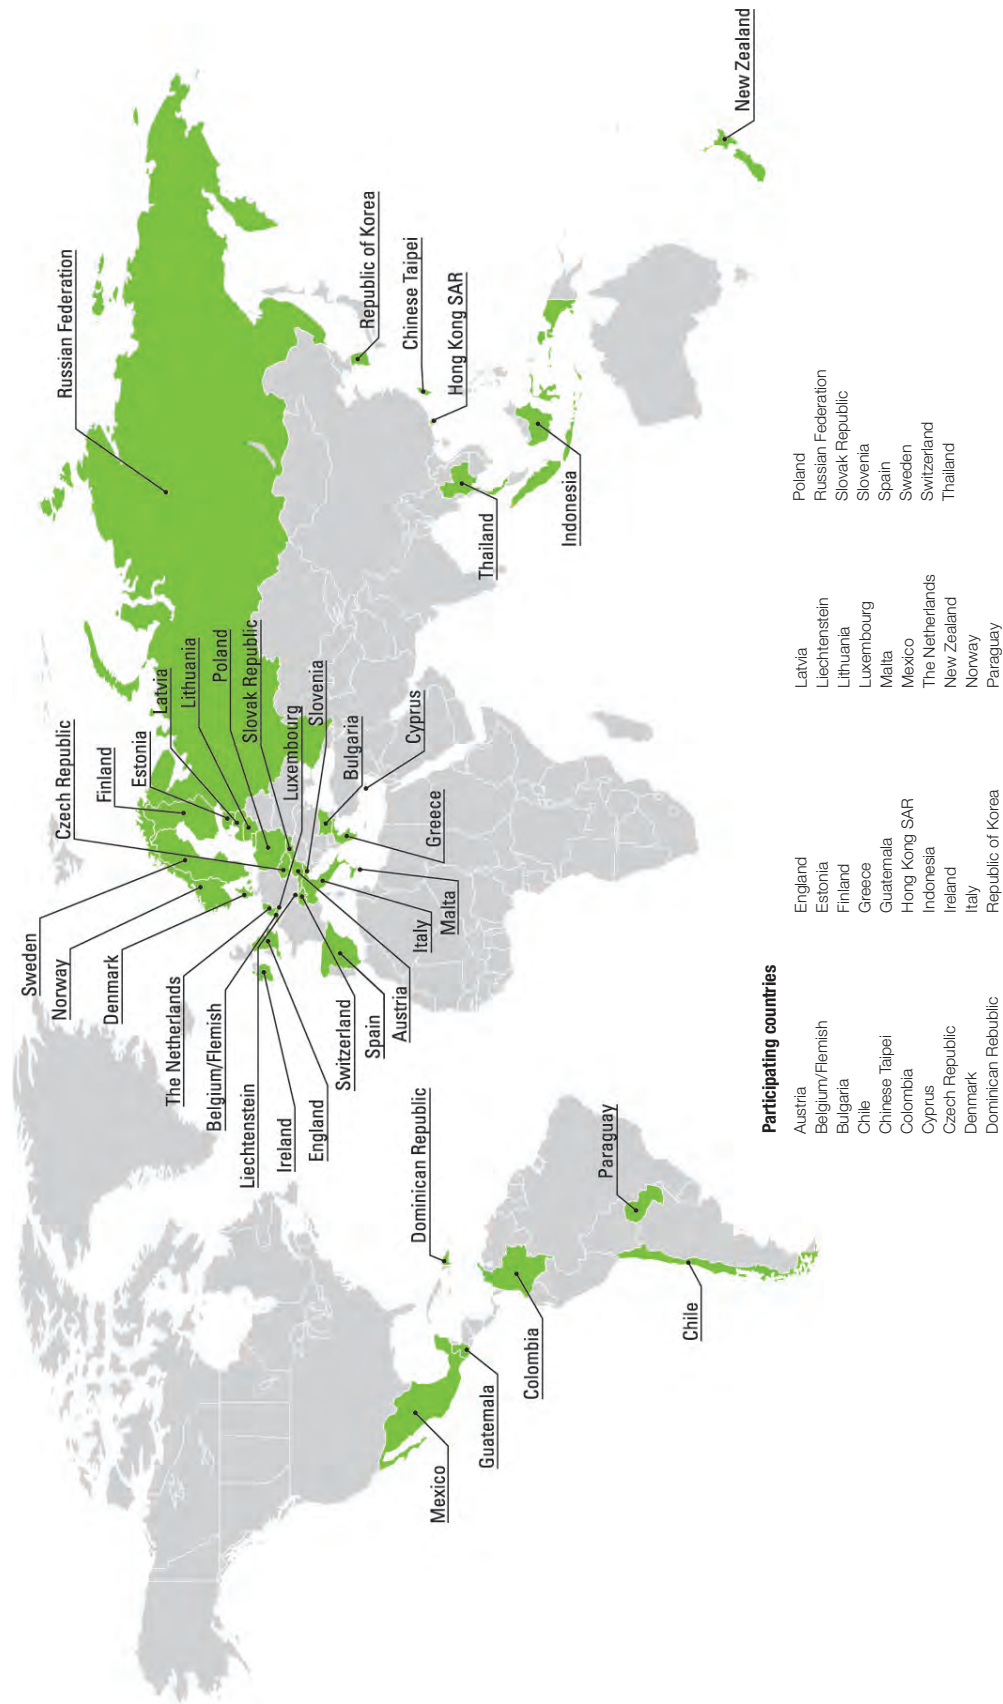 New Zealand
Russian Federation
Republic of Korea
Chinese Taipei
Hong Kong SAR
Indonesia
Thailand
Latvia
Lithuania
Poland
Slovak Republic
Luxembourg
Slovenia
Bulgaria
Cyprus
Estonia
Finland
Czech Republic
Greece
Malta
Italy
Sweden
Norway
Denmark
The Netherlands
Belgium/Flemish
Liechtenstein
Ireland
England
Switzerland
Spain
Austria
Dominican Republic
Paraguay
Chile
Colombia
Guatemala
Mexico
Participating countries
Austria
Belgium/Flemish
Bulgaria
Chile
Chinese Taipei
Colombia
Cyprus
Czech Republic
Denmark
Dominican Rebublic
England
Estonia
Finland
Greece
Guatemala
Hong Kong SAR
Indonesia
Ireland
Italy
Republic of Korea
Latvia
Liechtenstein
Lithuania
Luxembourg
Malta
Mexico
The Netherlands
New Zealand
Norway
Paraguay
Poland
Russian Federation
Slovak Republic
Slovenia
Spain
Sweden
Switzerland
Thailand